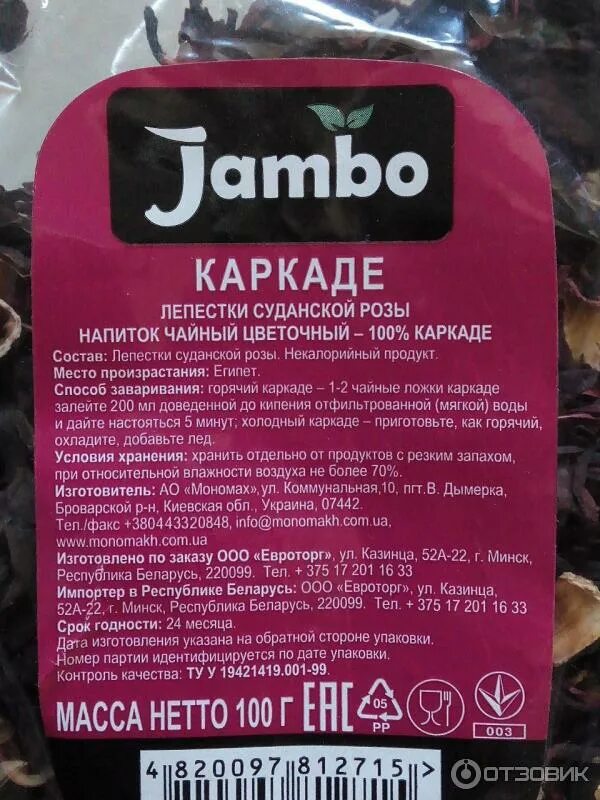 Jambo
КАРКАДЕ
ЛЕПЕСТКИ СУДАНСКОЙ РОЗЫ
НАПИТОК ЧАЙНЫЙ ЦВЕТОЧНЫЙ – 100% КАРКАДЕ
Состав: Лепестки суданской розы. Некалорийный продукт.
Место произрастания: Египет.
Способ заваривания: горячий каркаде – 1-2 чайные ложки каркаде
залейте 200 мл доведенной до кипения отфильтрованной (мягкой) воды
и дайте настояться 5 минут; холодный каркаде – приготовьте, как горячий,
охладите, добавьте лед.
Условия хранения: хранить отдельно от продуктов с резким запахом,
при относительной влажности воздуха не более 70%.
Изготовитель: АО «Мономах», ул. Коммунальная,10, пгт.В. Дымерка,
Броварской р-н, Киевская обл., Украина, 07442.
Тел./факс +380443320848, info@monomakh.com.ua,
www.monomakh.com.ua
Изготовлено по заказу ООО «Евроторг», ул. Казинца, 52А-22, г. Минск,
Республика Беларусь, 220099. Тел. + 375 17 201 16 33
Импортер в Республике Беларусь: ООО «Евроторг», ул. Казинца,
52А-22, г. Минск, Республика Беларусь, 220099. Тел. + 375 17 201 16 33
Срок годности: 24 месяца.
Дата изготовления указана на обратной стороне упаковки.
Номер партии идентифицируется по дате упаковки.
Контроль качества: ТУ У 19421419.001-99.
МАССА НЕТТО 100 Г EAC 05 PP 003
4 820097 812715 >
ОТЗОВИК